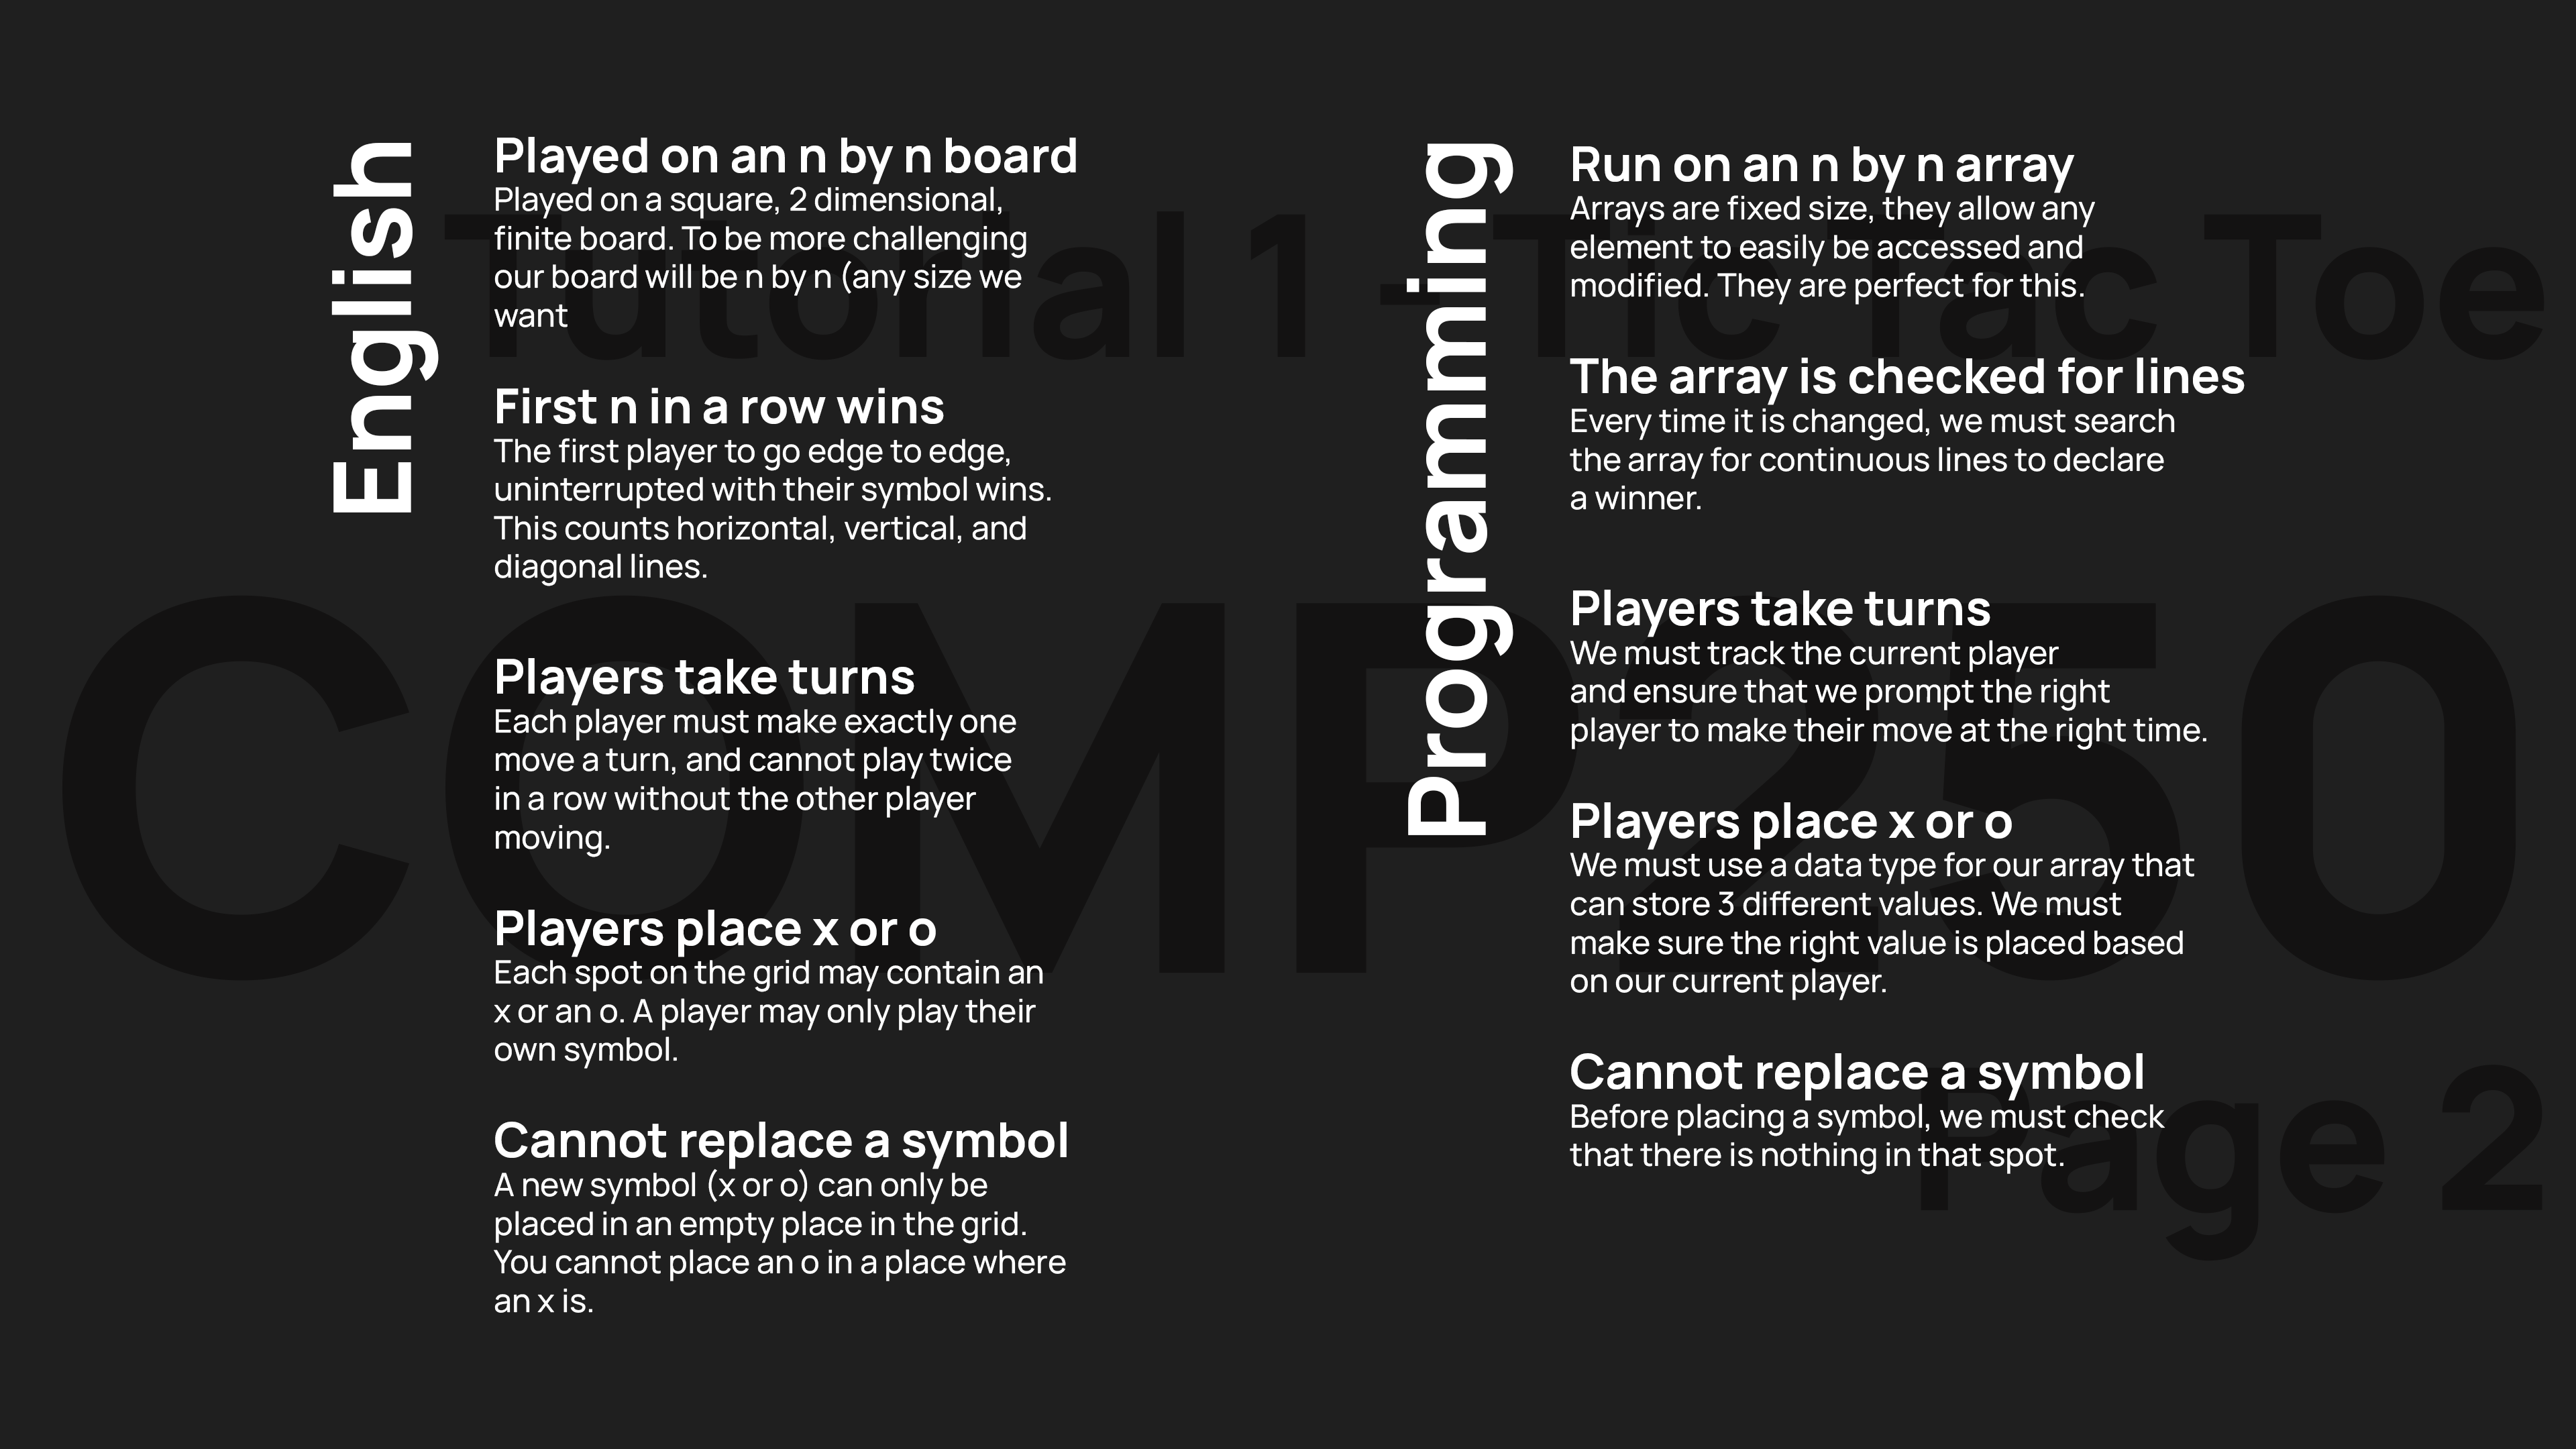 English
Played on an n by n board
Played on a square, 2 dimensional,
finite board. To be more challenging
our board will be n by n (any size we
want
First n in a row wins
The first player to go edge to edge,
uninterrupted with their symbol wins.
This counts horizontal, vertical, and
diagonal lines.
Players take turns
Each player must make exactly one
move a turn, and cannot play twice
in a row without the other player
moving.
Players place x or o
Each spot on the grid may contain an
x or an o. A player may only play their
own symbol.
Cannot replace a symbol
A new symbol (x or o) can only be
placed in an empty place in the grid.
You cannot place an o in a place where
an x is.
Programming
Run on an n by n array
Arrays are fixed size, they allow any
element to easily be accessed and
modified. They are perfect for this.
The array is checked for lines
Every time it is changed, we must search
the array for continuous lines to declare
a winner.
Players take turns
We must track the current player
and ensure that we prompt the right
player to make their move at the right time.
Players place x or o
We must use a data type for our array that
can store 3 different values. We must
make sure the right value is placed based
on our current player.
Cannot replace a symbol
Before placing a symbol, we must check
that there is nothing in that spot.
Tutorial 1 - Tic Tac Toe
COMP250
Page 2